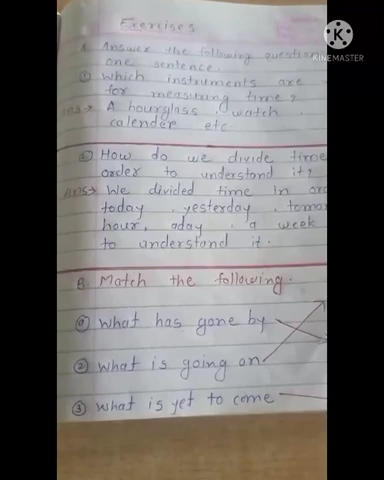 Exercises
A. Answer the following question
one sentence.
① Which instruments are
for measuring time?
Ans→ A hourglass, watch,
calender etc
② How do we divide time
order to understand it?
Ans→ We divided time in
today, yesterday,
hour, aday, a week
to understand it.
B. Match the following.
① What has gone by
② What is going on
③ What is yet to come
KINEMASTER